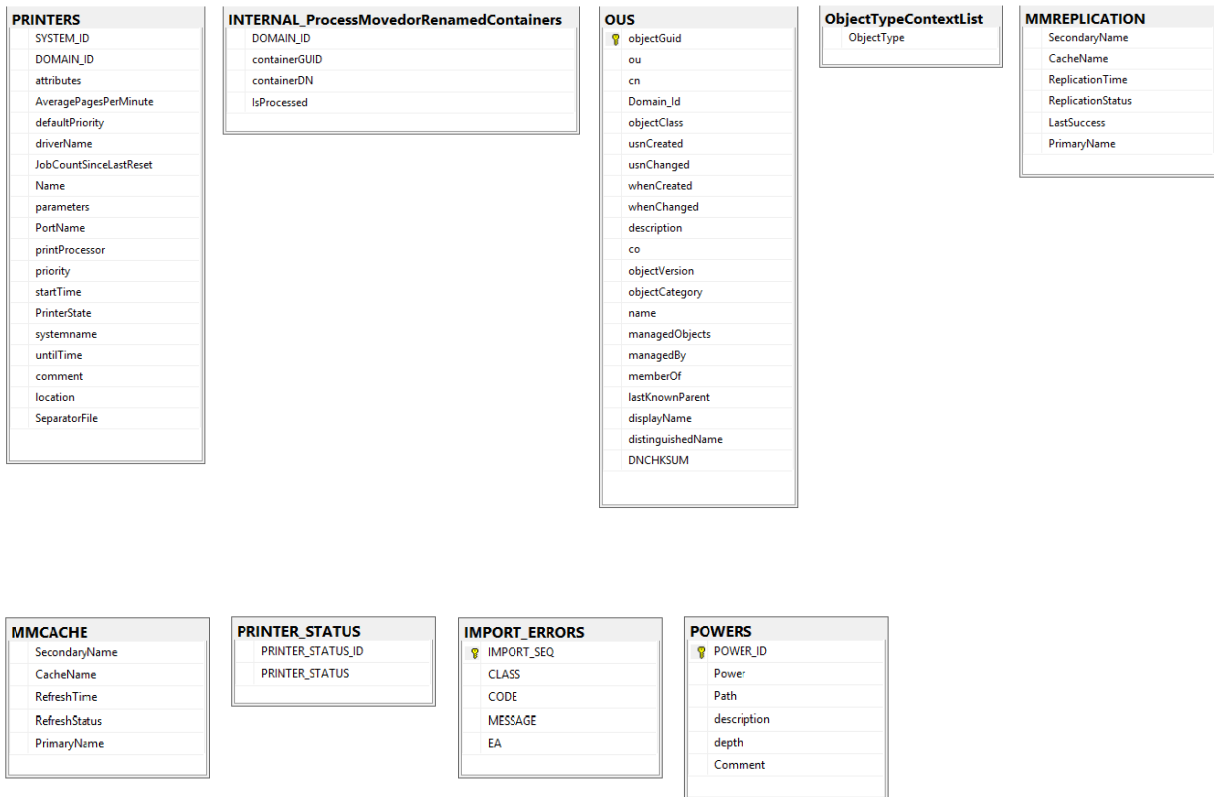 PRINTERS
SYSTEM_ID
DOMAIN_ID
attributes
AveragePagesPerMinute
defaultPriority
driverName
JobCountSinceLastReset
Name
parameters
PortName
printProcessor
priority
startTime
PrinterState
systemname
untilTime
comment
location
SeparatorFile
INTERNAL_ProcessMovedorRenamedContainers
DOMAIN_ID
containerGUID
containerDN
IsProcessed
OUS
objectGuid
ou
cn
Domain_Id
objectClass
usnCreated
usnChanged
whenCreated
whenChanged
description
co
objectVersion
objectCategory
name
managedObjects
managedBy
memberOf
lastKnownParent
displayName
distinguishedName
DNCHKSUM
ObjectTypeContextList
ObjectType
MMREPLICATION
SecondaryName
CacheName
ReplicationTime
ReplicationStatus
LastSuccess
PrimaryName
MMCACHE
SecondaryName
CacheName
RefreshTime
RefreshStatus
PrimaryName
PRINTER_STATUS
PRINTER_STATUS_ID
PRINTER_STATUS
IMPORT_ERRORS
IMPORT_SEQ
CLASS
CODE
MESSAGE
EA
POWERS
POWER_ID
Power
Path
description
depth
Comment